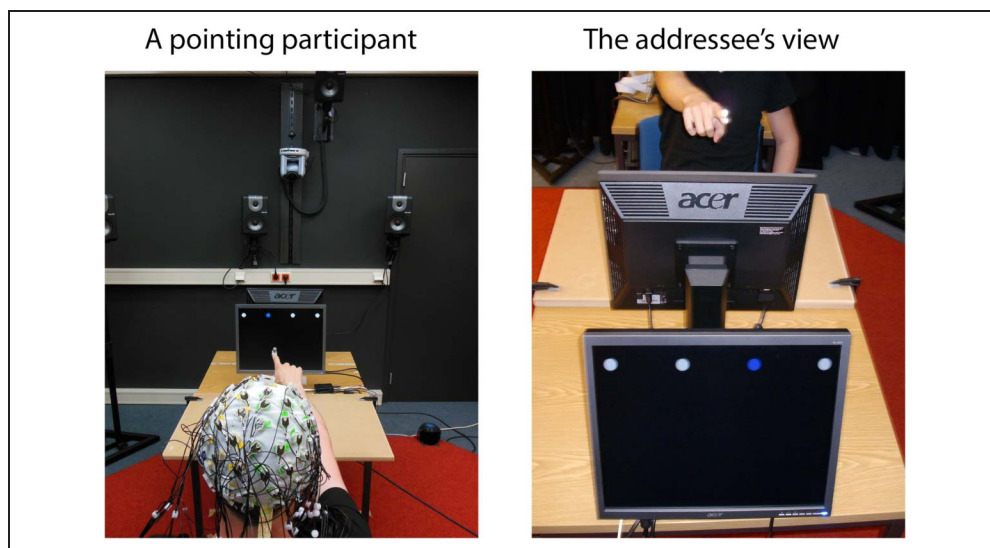 A pointing participant
The addressee's view
acer
acer
acer